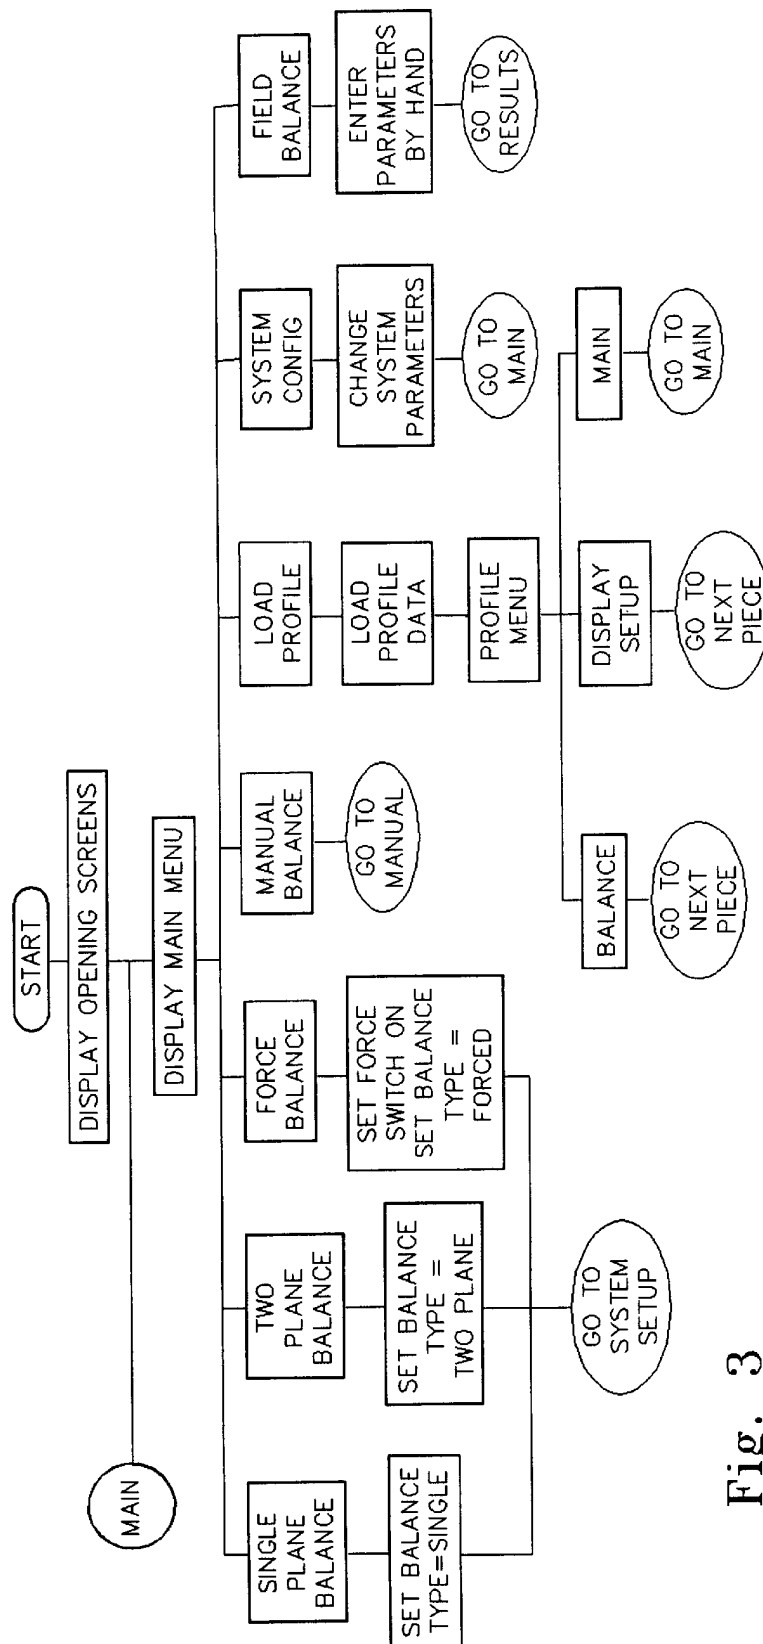 START
DISPLAY OPENING SCREENS
MAIN
DISPLAY MAIN MENU
SINGLE
PLANE
BALANCE
SET BALANCE
TYPE=SINGLE
TWO
PLANE
BALANCE
SET BALANCE
TYPE =
TWO PLANE
FORCE
BALANCE
SET FORCE
SWITCH ON
SET BALANCE
TYPE =
FORCED
GO TO
SYSTEM
SETUP
MANUAL
BALANCE
GO TO
MANUAL
LOAD
PROFILE
LOAD
PROFILE
DATA
PROFILE
MENU
BALANCE
GO TO
NEXT
PIECE
DISPLAY
SETUP
GO TO
NEXT
PIECE
MAIN
GO TO
MAIN
SYSTEM
CONFIG
CHANGE
SYSTEM
PARAMETERS
GO TO
MAIN
FIELD
BALANCE
ENTER
PARAMETERS
BY HAND
GO TO
RESULTS
Fig. 3